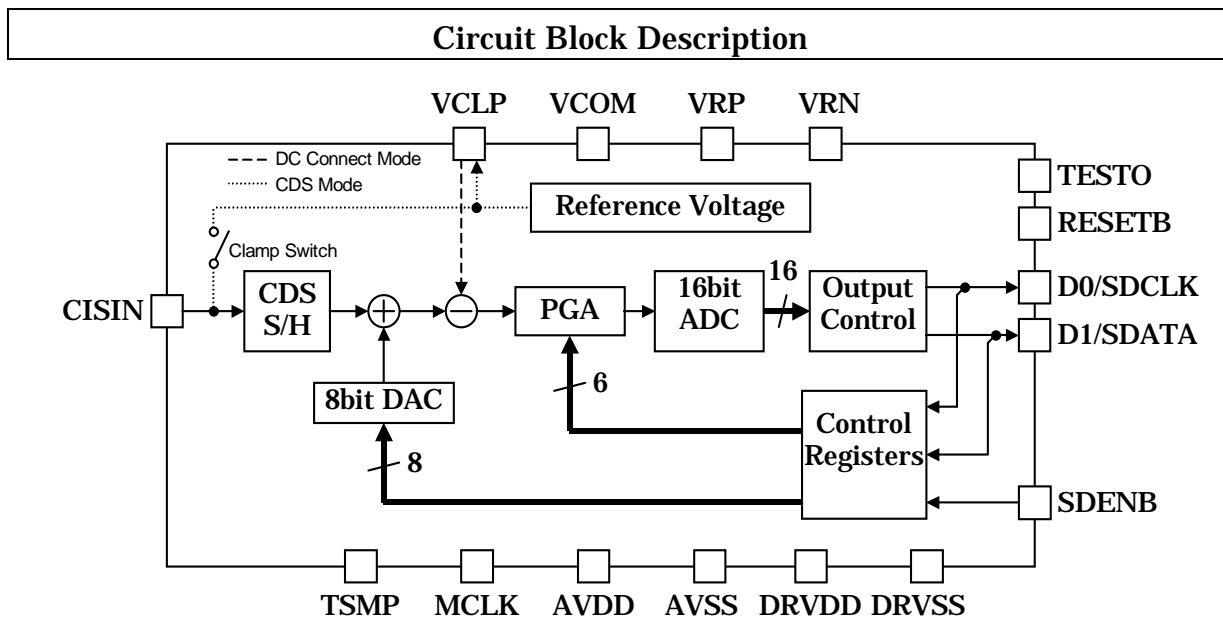 Circuit Block Description
VCLP VCOM VRP VRN
DC Connect Mode
CDS Mode
TESTO
Reference Voltage
RESETB
Clamp Switch
CISIN
CDS
S/H
PGA
16bit
ADC
16
Output
Control
D0/SDCLK
D1/SDATA
8bit DAC
6
8
Control
Registers
SDENB
TSMP MCLK AVDD AVSS DRVDD DRVSS